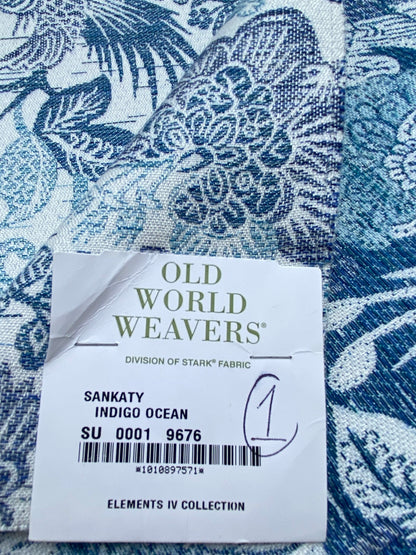 OLD
WORLD
WEAVERS®
DIVISION OF STARK® FABRIC
SANKATY
INDIGO OCEAN
1
SU 0001 9676
*1010897571*
ELEMENTS IV COLLECTION